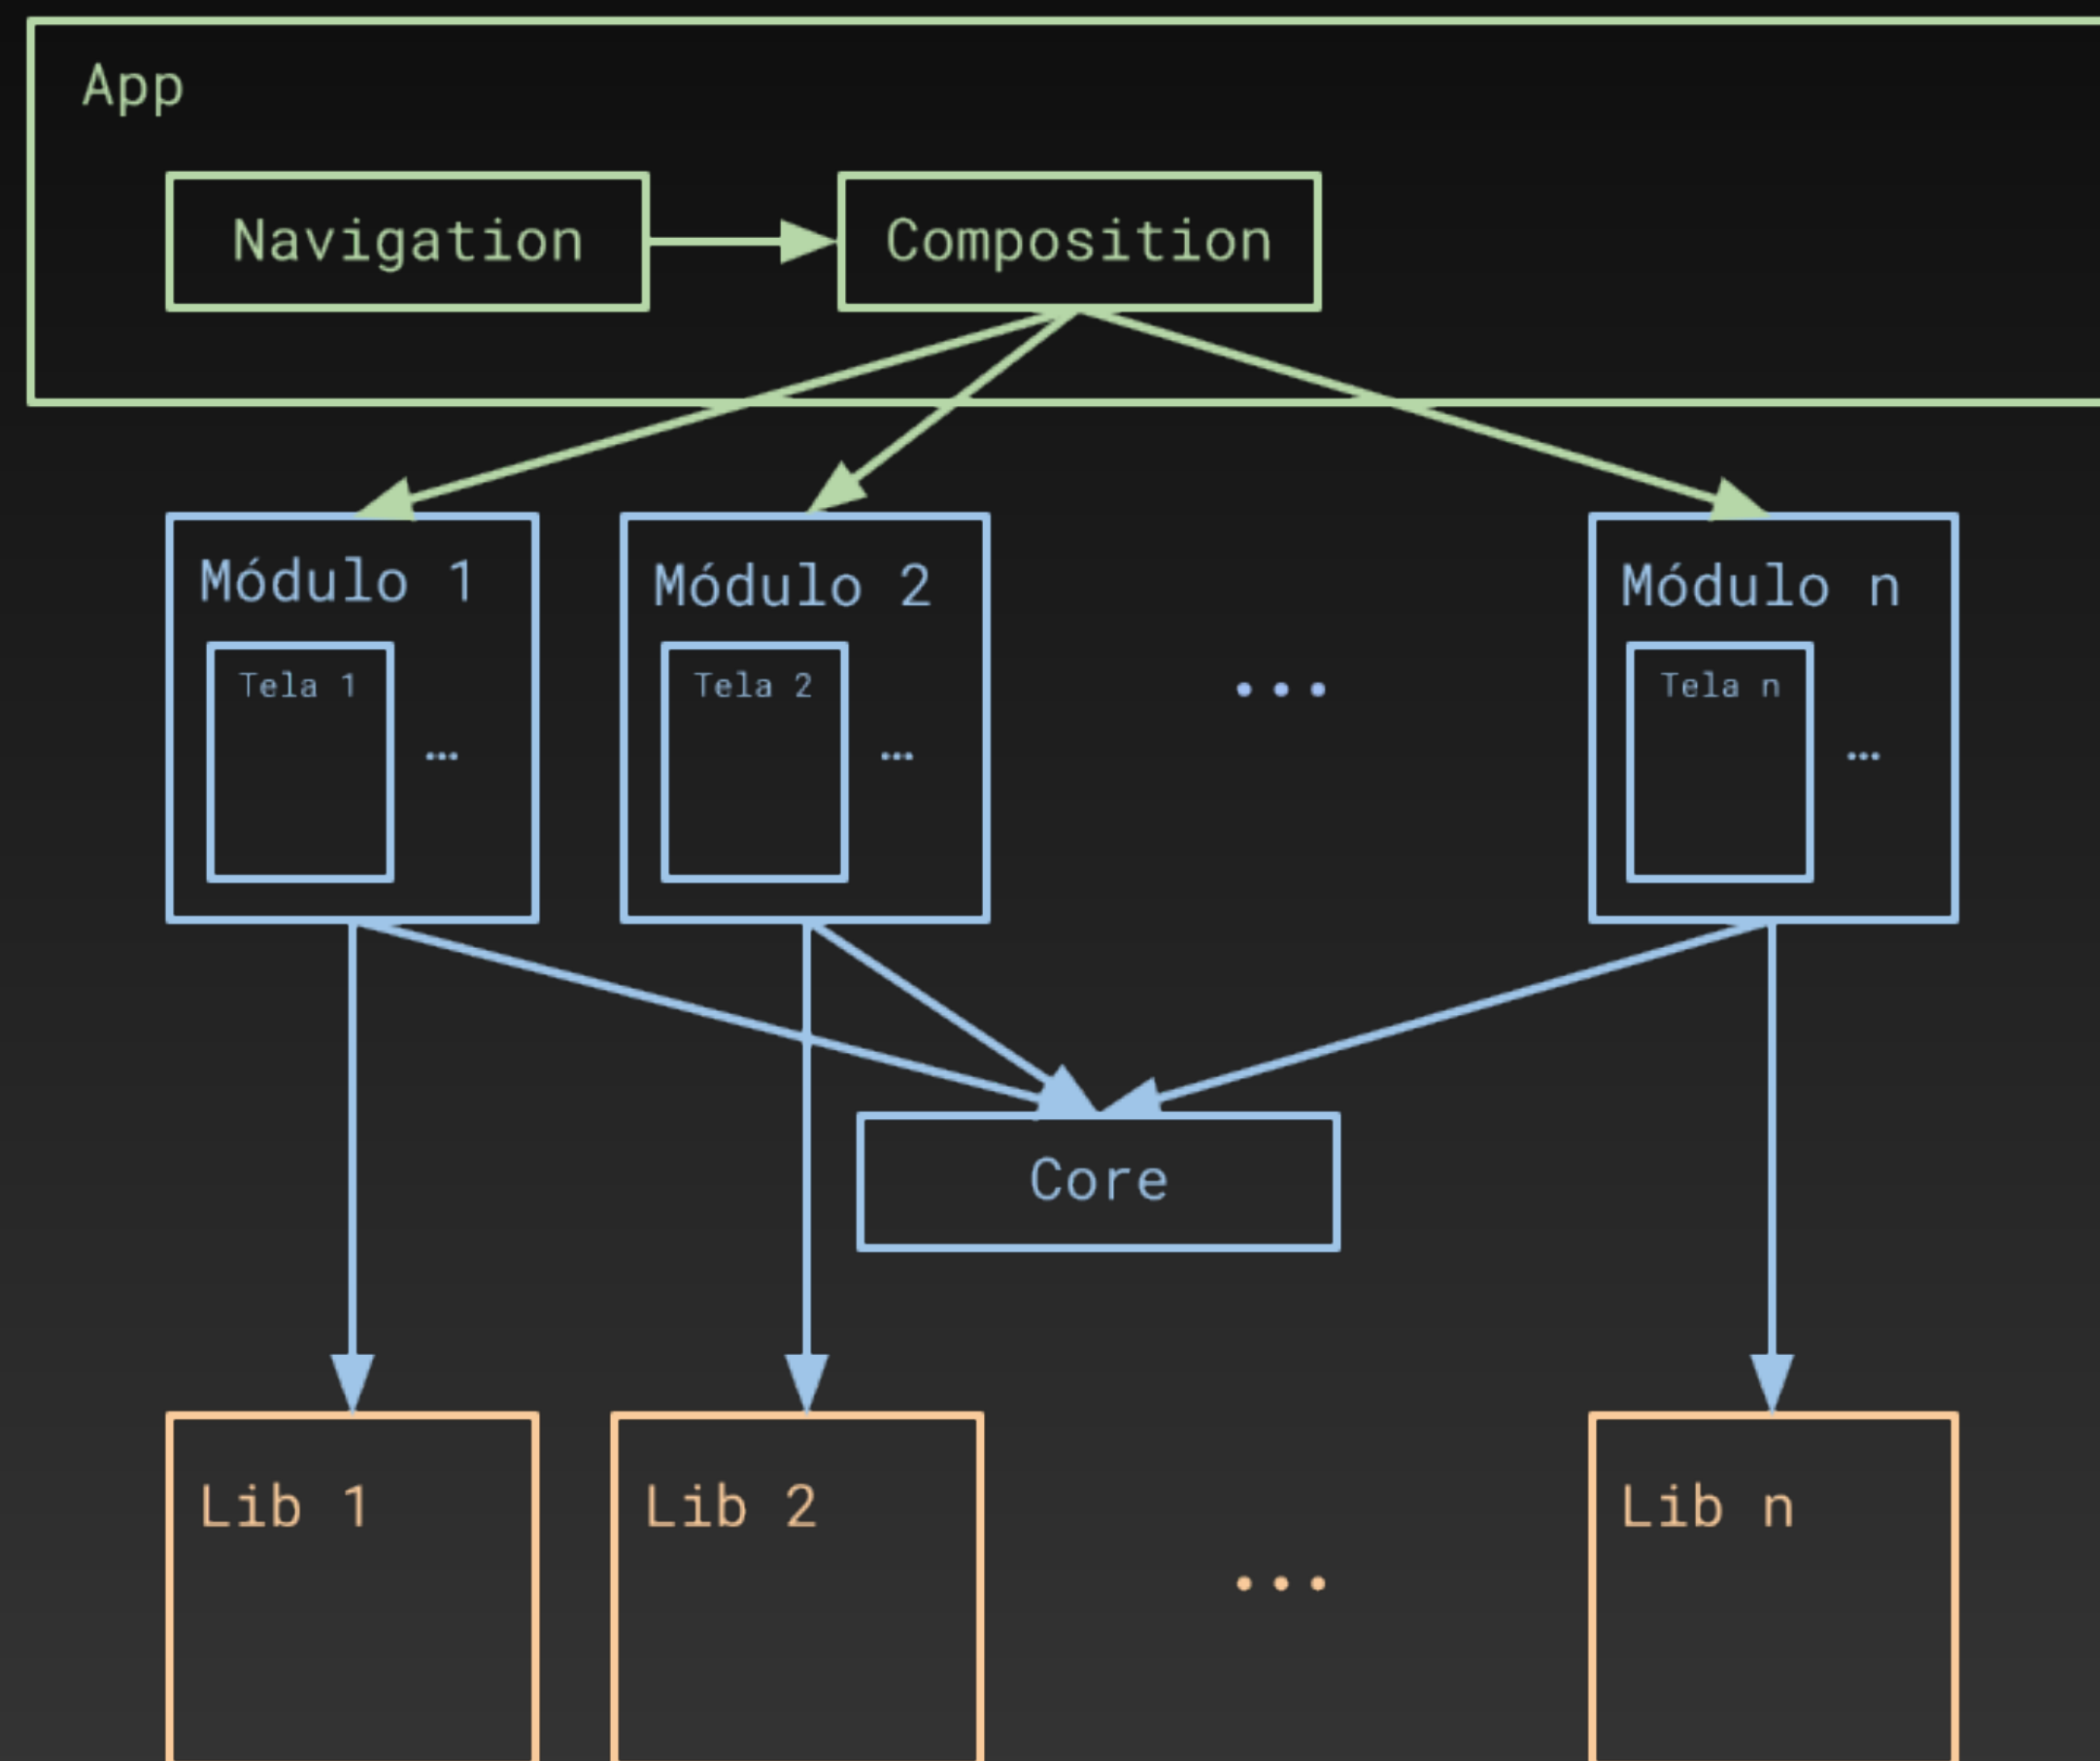 App
Navigation
Composition
Módulo 1
Módulo 2
Módulo n
Tela 1
Tela 2
...
Tela n
...
...
...
Core
Lib 1
Lib 2
Lib n
...